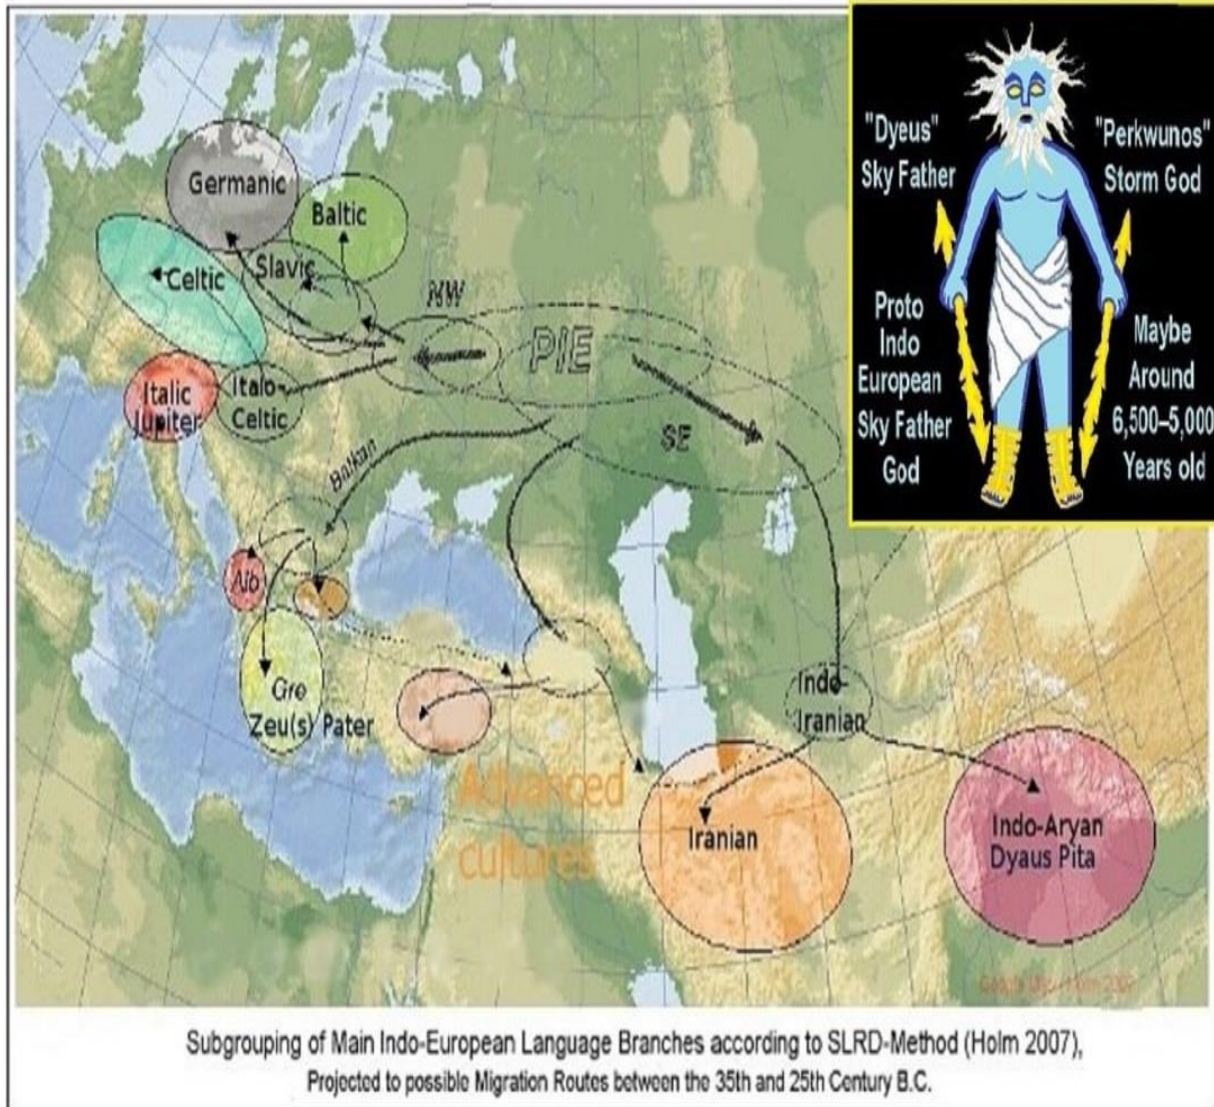 "Dyeus"
Sky Father
"Perkwunos"
Storm God
Proto
Indo
European
Sky Father
God
Maybe
Around
6,500–5,000
Years old
Germanic
Baltic
Slavic
Celtic
NW
PIE
Italic
Jupiter
Italo-
Celtic
SE
Balkan
Alb
Gre
Zeu(s) Pater
Indo-
Iranian
Advanced
cultures
Iranian
Indo-Aryan
Dyaus Pita
Subgrouping of Main Indo-European Language Branches according to SLRD-Method (Holm 2007),
Projected to possible Migration Routes between the 35th and 25th Century B.C.